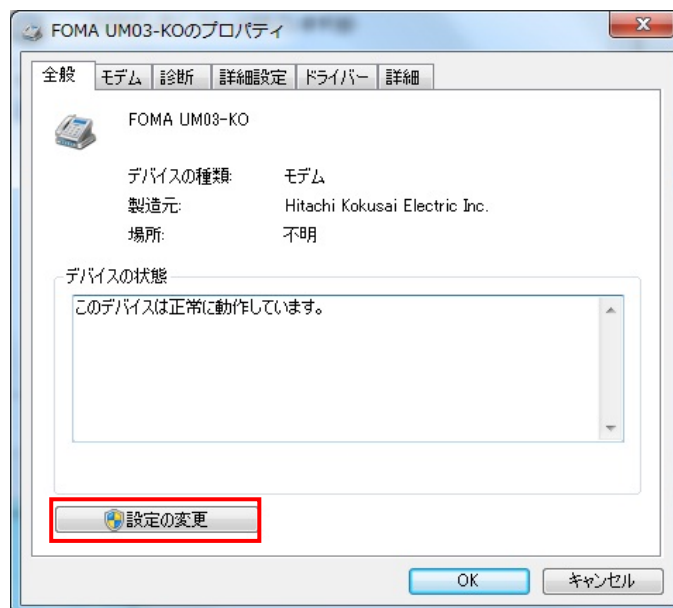 FOMA UM03-KOのプロパティ
全般 モデム 診断 詳細設定 ドライバー 詳細
FOMA UM03-KO
デバイスの種類: モデム
製造元: Hitachi Kokusai Electric Inc.
場所: 不明
デバイスの状態
このデバイスは正常に動作しています。
設定の変更
OK キャンセル